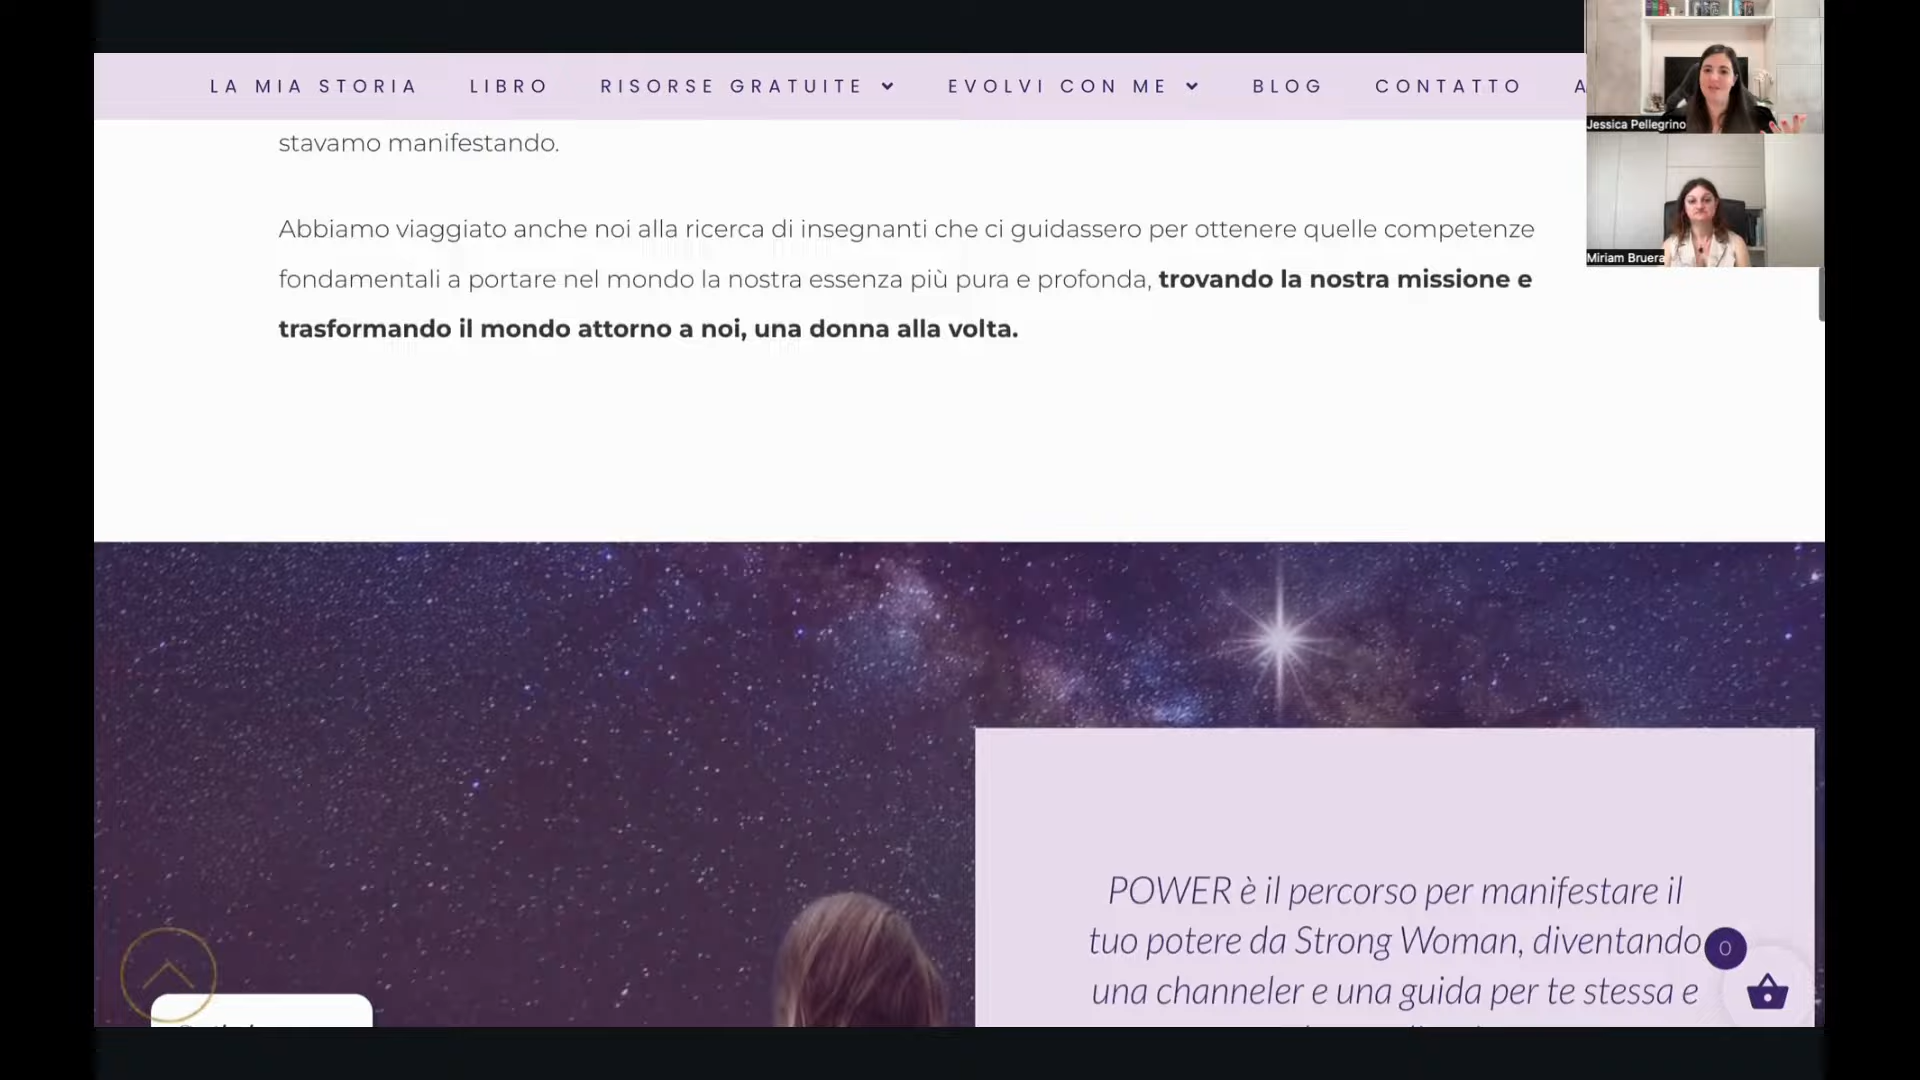 LA MIA STORIA LIBRO RISORSE GRATUITE EVOLVI CON ME BLOG CONTATTO A
Jessica Pellegrino
Miriam Bruera
stavamo manifestando.
Abbiamo viaggiato anche noi alla ricerca di insegnanti che ci guidassero per ottenere quelle competenze
fondamentali a portare nel mondo la nostra essenza più pura e profonda, trovando la nostra missione e
trasformando il mondo attorno a noi, una donna alla volta.
POWER è il percorso per manifestare il
tuo potere da Strong Woman, diventando
una channeler e una guida per te stessa e
0